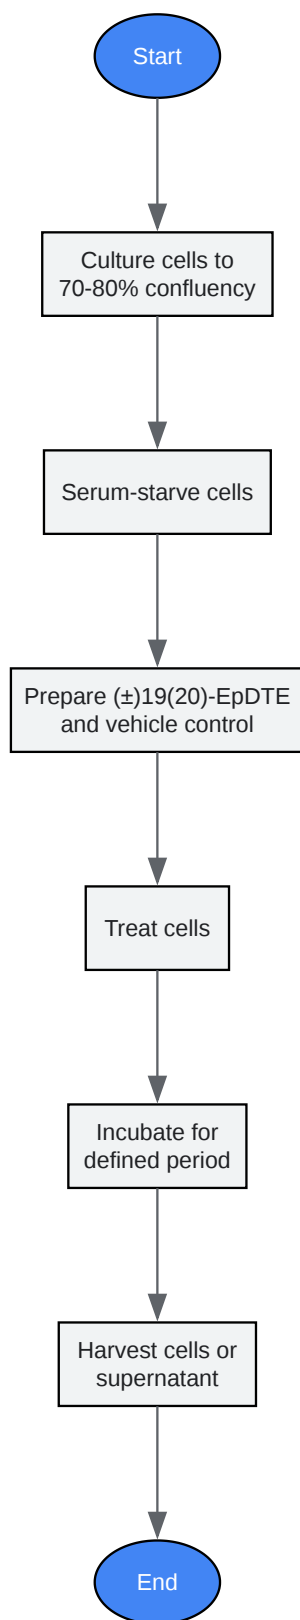 Start
Culture cells to
70-80% confluency
Serum-starve cells
Prepare (±)19(20)-EpDTE
and vehicle control
Treat cells
Incubate for
defined period
Harvest cells or
supernatant
End